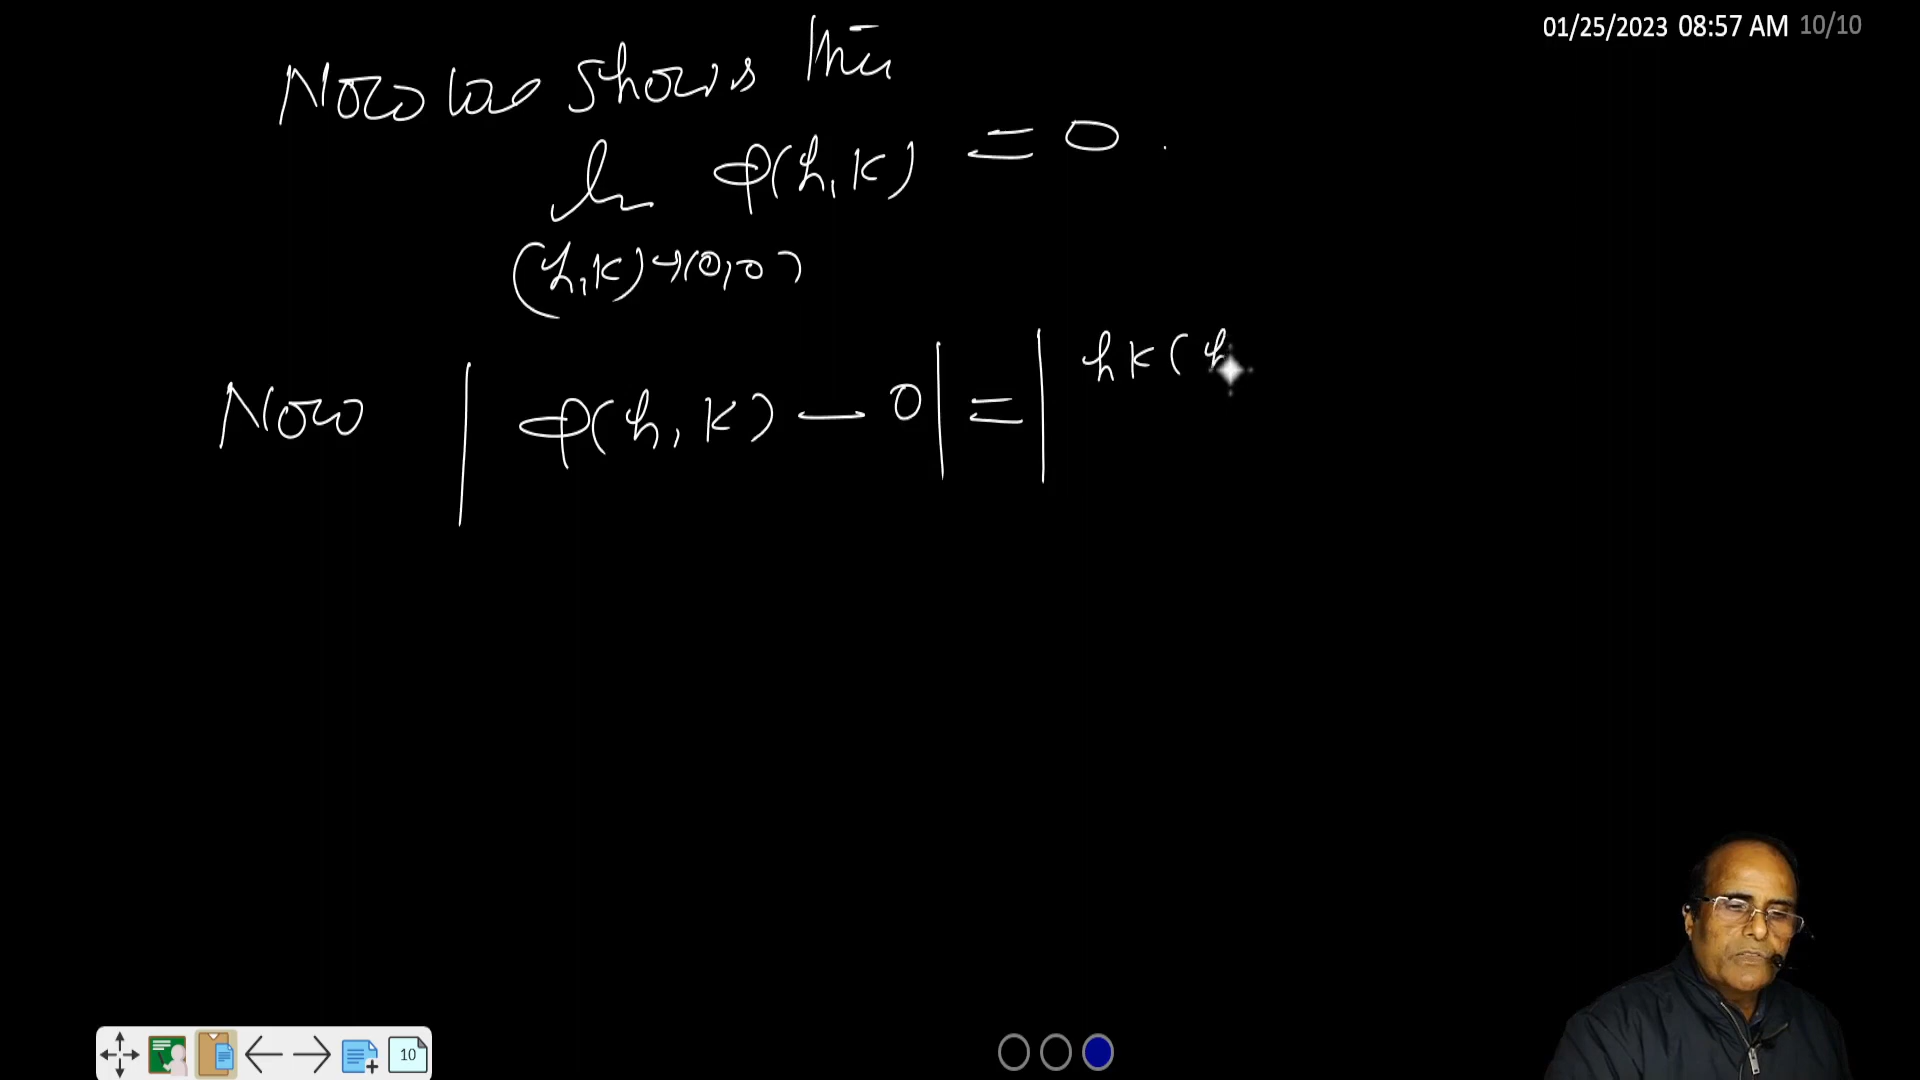 01/25/2023 08:57 AM 10/10
Now we shows this
lim φ(h,k) = 0.
(h,k)→(0,0)
Now | φ(h,k) — 0 | = | hk(h
10